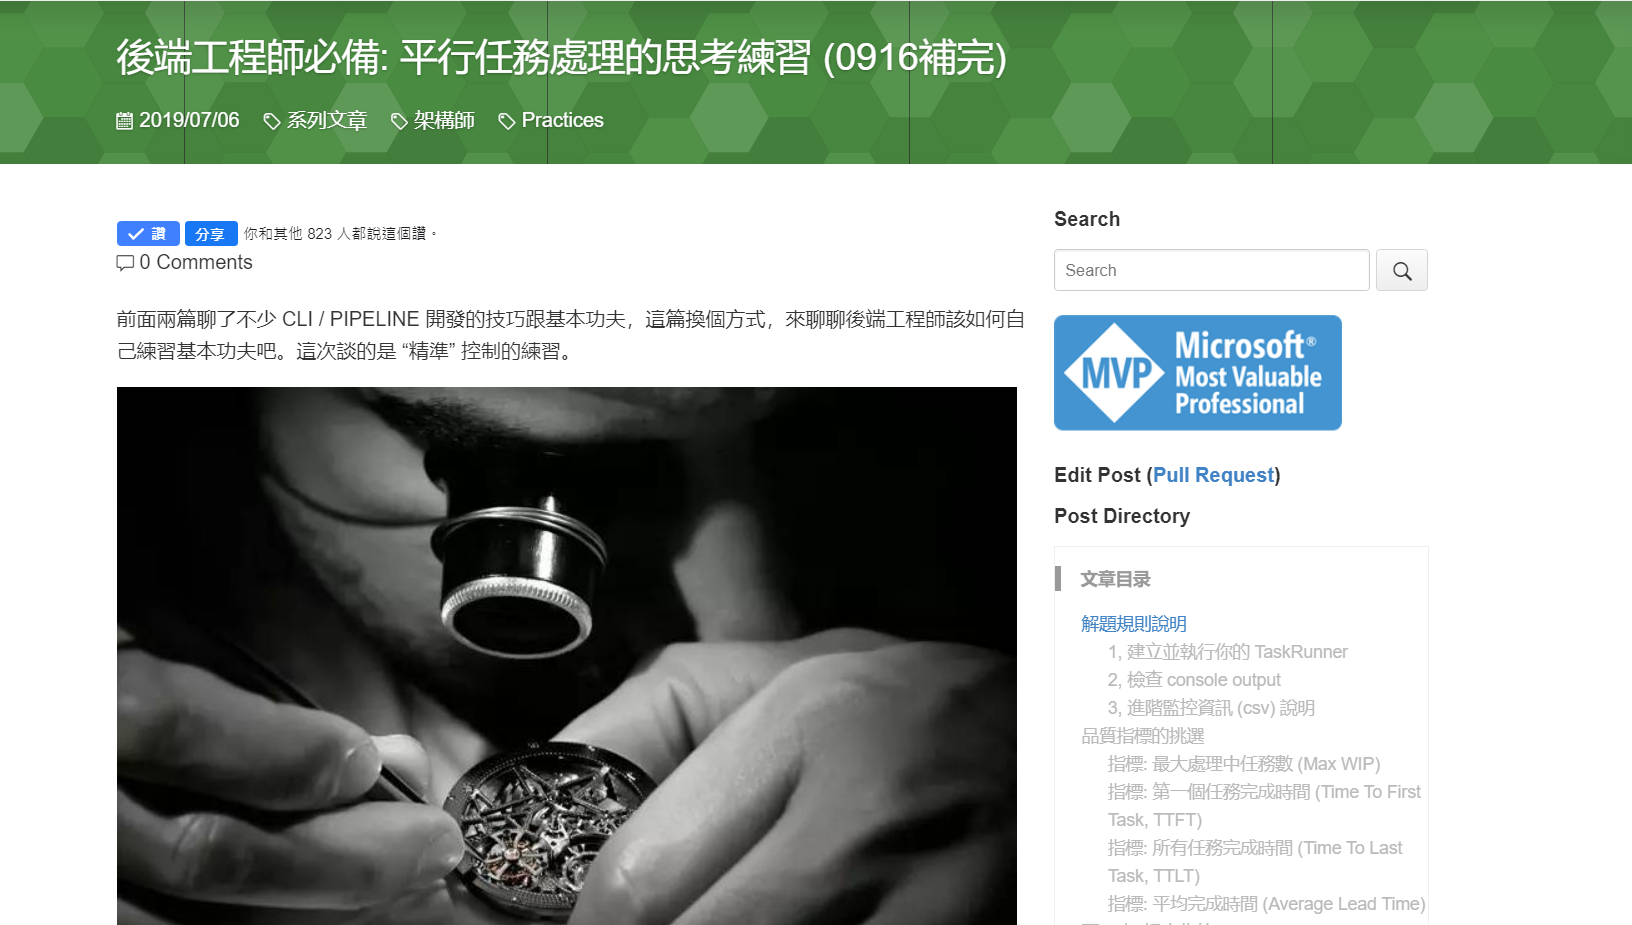 後端工程師必備: 平行任務處理的思考練習 (0916補完)
2019/07/06 系列文章 架構師 Practices
讚 分享 你和其他 823 人都說這個讚。
0 Comments
前面兩篇聊了不少 CLI / PIPELINE 開發的技巧跟基本功夫，這篇換個方式，來聊聊後端工程師該如何自
己練習基本功夫吧。這次談的是 “精準” 控制的練習。
Search
Search
MVP
Microsoft®
Most Valuable
Professional
Edit Post (Pull Request)
Post Directory
文章目录
解題規則說明
1, 建立並執行你的 TaskRunner
2, 檢查 console output
3, 進階監控資訊 (csv) 說明
品質指標的挑選
指標: 最大處理中任務數 (Max WIP)
指標: 第一個任務完成時間 (Time To First
Task, TTFT)
指標: 所有任務完成時間 (Time To Last
Task, TTLT)
指標: 平均完成時間 (Average Lead Time)